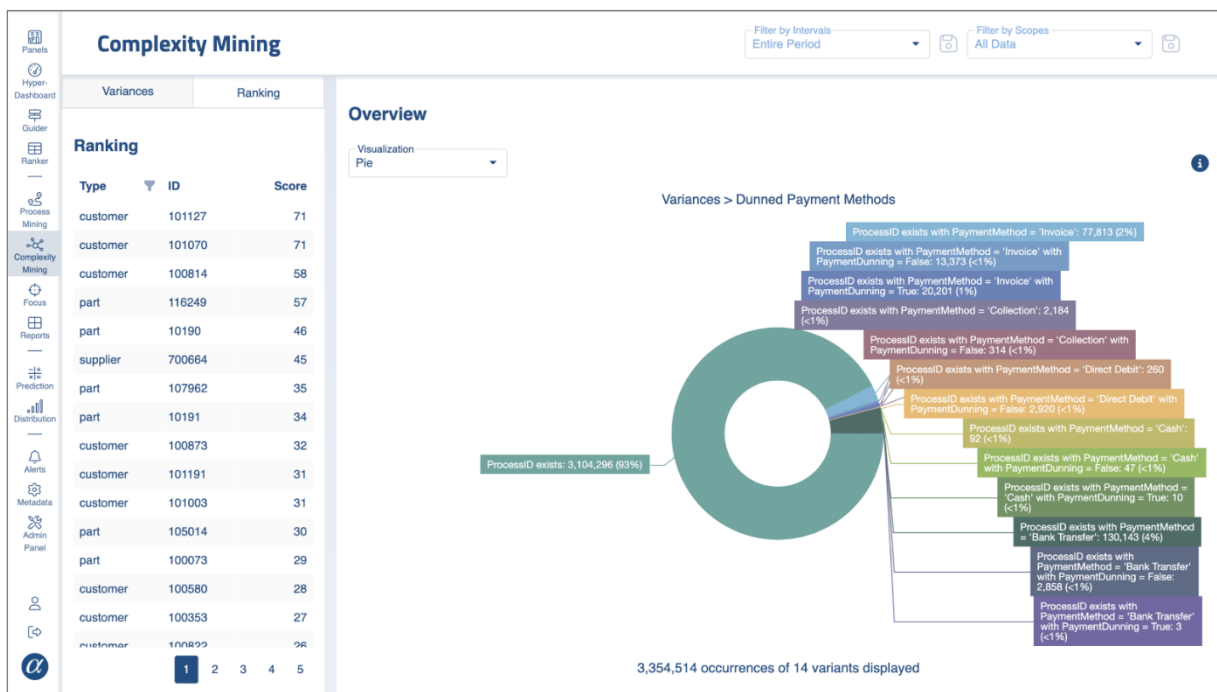 Complexity Mining
Filter by Intervals
Entire Period
Filter by Scopes
All Data
Panels
Hyper-
Dashboard
Guider
Ranker
Process
Mining
Complexity
Mining
Focus
Reports
Prediction
Distribution
Alerts
Metadata
Admin
Panel
α
Variances
Ranking
Ranking
Type ID Score
customer 101127 71
customer 101070 71
customer 100814 58
part 116249 57
part 10190 46
supplier 700664 45
part 107962 35
part 10191 34
customer 100873 32
customer 101191 31
customer 101003 31
part 105014 30
part 100073 29
customer 100580 28
customer 100353 27
customer 100822 26
1 2 3 4 5
Overview
Visualization
Pie
Variances > Dunned Payment Methods
ProcessID exists with PaymentMethod = 'Invoice': 77,813 (2%)
ProcessID exists with PaymentMethod = 'Invoice' with
PaymentDunning = False: 13,373 (<1%)
ProcessID exists with PaymentMethod = 'Invoice' with
PaymentDunning = True: 20,201 (1%)
ProcessID exists with PaymentMethod = 'Collection': 2,184
(<1%)
ProcessID exists with PaymentMethod = 'Collection' with
PaymentDunning = False: 314 (<1%)
ProcessID exists with PaymentMethod = 'Direct Debit': 260
(<1%)
ProcessID exists with PaymentMethod = 'Direct Debit' with
PaymentDunning = False: 2,920 (<1%)
ProcessID exists with PaymentMethod = 'Cash':
92 (<1%)
ProcessID exists with PaymentMethod = 'Cash'
with PaymentDunning = False: 47 (<1%)
ProcessID exists with PaymentMethod =
'Cash' with PaymentDunning = True: 10
(<1%)
ProcessID exists with PaymentMethod
= 'Bank Transfer': 130,143 (4%)
ProcessID exists with
PaymentMethod = 'Bank Transfer'
with PaymentDunning = False:
2,858 (<1%)
ProcessID exists with
PaymentMethod = 'Bank Transfer'
with PaymentDunning = True: 3
(<1%)
ProcessID exists: 3,104,296 (93%)
3,354,514 occurrences of 14 variants displayed